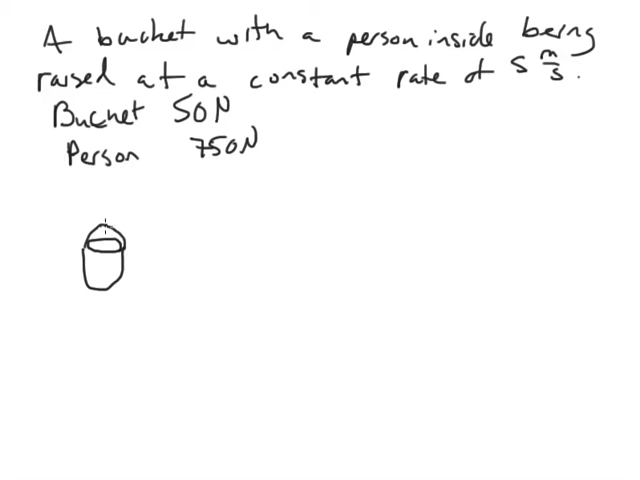 A bucket with a person inside being
raised at a constant rate of 5 m/s.
Bucket 50N
Person 750N